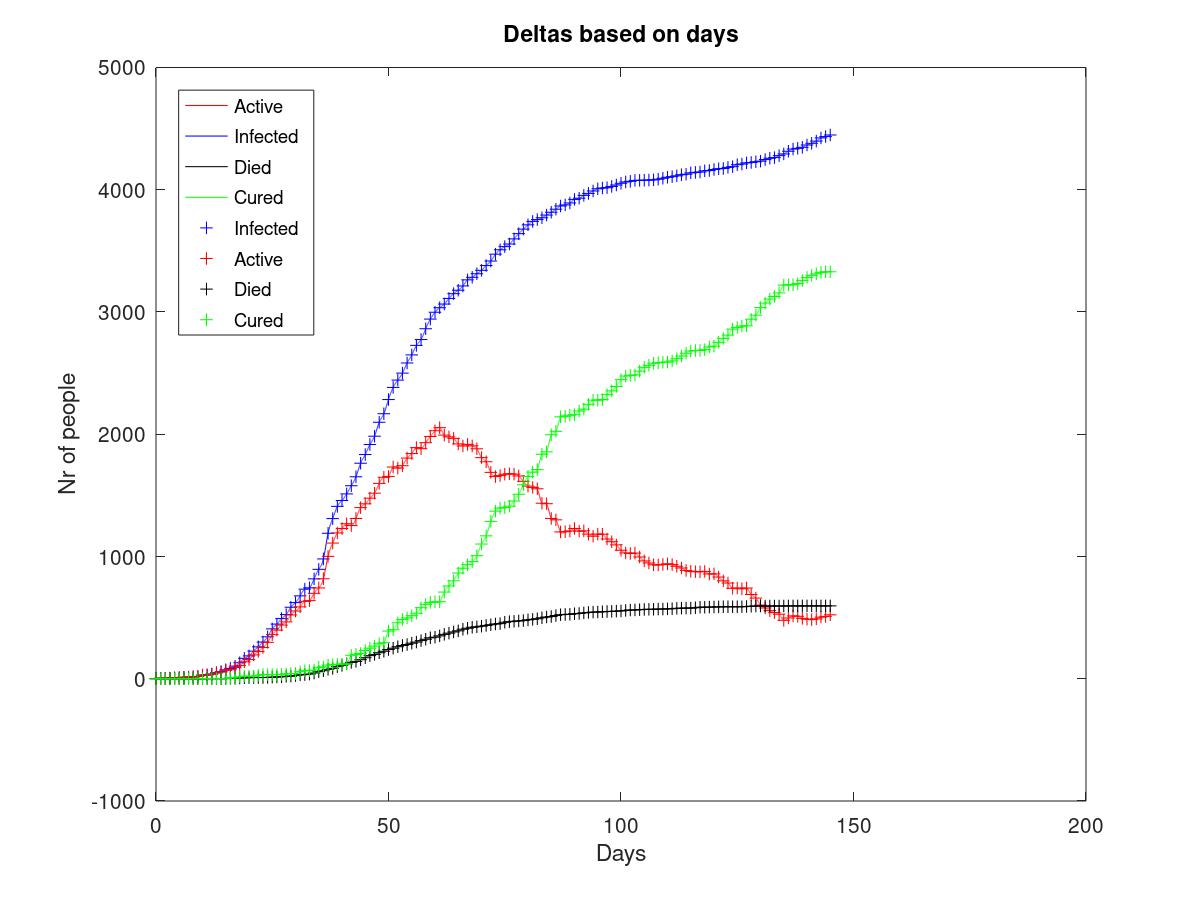 Deltas based on days
5000
4000
3000
2000
1000
0
-1000
Nr of people
Active
Infected
Died
Cured
Infected
Active
Died
Cured
0 50 100 150 200
Days